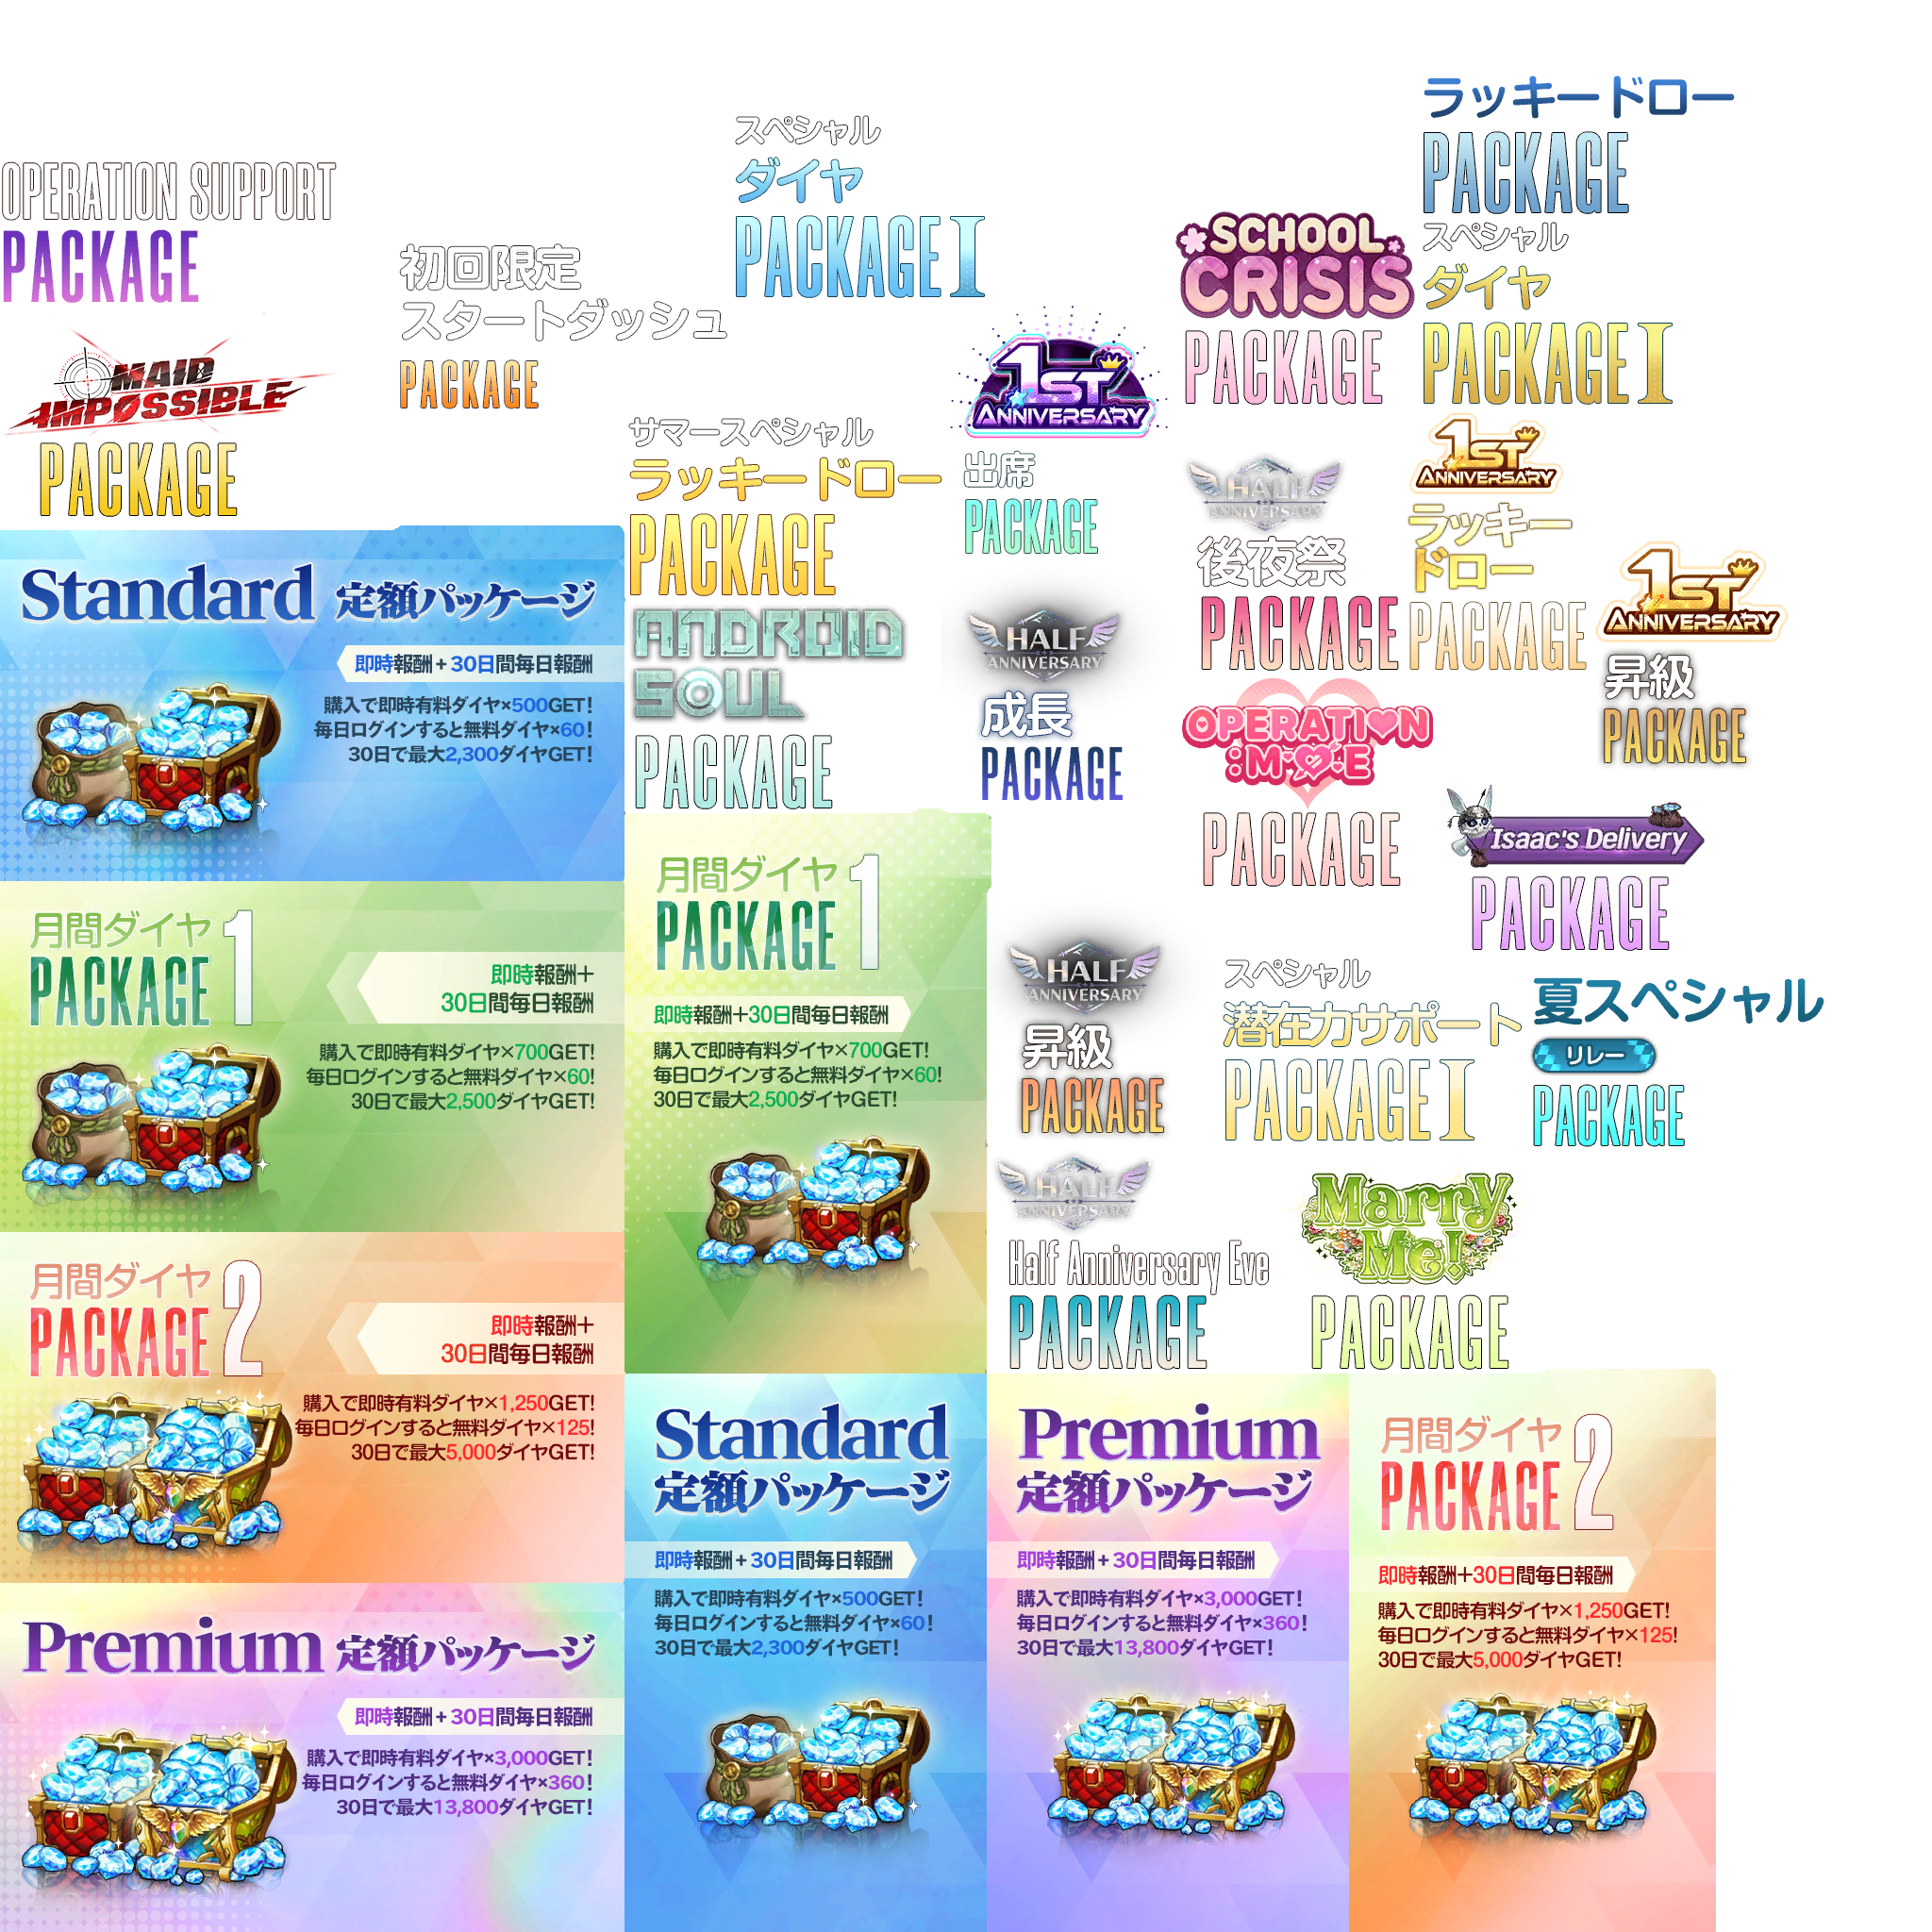 OPERATION SUPPORT
PACKAGE
MAID
IMPOSSIBLE
PACKAGE
初回限定
スタートダッシュ
PACKAGE
スペシャル
ダイヤ
PACKAGE I
サマースペシャル
ラッキードロー
PACKAGE
ANDROID
SOUL
PACKAGE
1ST
ANNIVERSARY
出席
PACKAGE
HALF
ANNIVERSARY
成長
PACKAGE
SCHOOL
CRISIS
PACKAGE
HALF
ANNIVERSARY
後夜祭
PACKAGE
OPERATION
:MOE
PACKAGE
ラッキードロー
PACKAGE
スペシャル
ダイヤ
PACKAGE I
1ST
ANNIVERSARY
ラッキー
ドロー
PACKAGE
1ST
ANNIVERSARY
昇級
PACKAGE
Isaac's Delivery
PACKAGE
HALF
ANNIVERSARY
昇級
PACKAGE
スペシャル
潜在力サポート
PACKAGE I
夏スペシャル
リレー
PACKAGE
HALF
ANNIVERSARY
Half Anniversary Eve
PACKAGE
Marry
Me!
PACKAGE
Standard 定額パッケージ
即時報酬+30日間毎日報酬
購入で即時有料ダイヤ×500GET!
毎日ログインすると無料ダイヤ×60!
30日で最大2,300ダイヤGET!
月間ダイヤ
PACKAGE 1
即時報酬+
30日間毎日報酬
購入で即時有料ダイヤ×700GET!
毎日ログインすると無料ダイヤ×60!
30日で最大2,500ダイヤGET!
月間ダイヤ
PACKAGE 2
即時報酬+
30日間毎日報酬
購入で即時有料ダイヤ×1,250GET!
毎日ログインすると無料ダイヤ×125!
30日で最大5,000ダイヤGET!
Premium 定額パッケージ
即時報酬+30日間毎日報酬
購入で即時有料ダイヤ×3,000GET!
毎日ログインすると無料ダイヤ×360!
30日で最大13,800ダイヤGET!
月間ダイヤ
PACKAGE 1
即時報酬+30日間毎日報酬
購入で即時有料ダイヤ×700GET!
毎日ログインすると無料ダイヤ×60!
30日で最大2,500ダイヤGET!
Standard
定額パッケージ
即時報酬+30日間毎日報酬
購入で即時有料ダイヤ×500GET!
毎日ログインすると無料ダイヤ×60!
30日で最大2,300ダイヤGET!
Premium
定額パッケージ
即時報酬+30日間毎日報酬
購入で即時有料ダイヤ×3,000GET!
毎日ログインすると無料ダイヤ×360!
30日で最大13,800ダイヤGET!
月間ダイヤ
PACKAGE 2
即時報酬+30日間毎日報酬
購入で即時有料ダイヤ×1,250GET!
毎日ログインすると無料ダイヤ×125!
30日で最大5,000ダイヤGET!